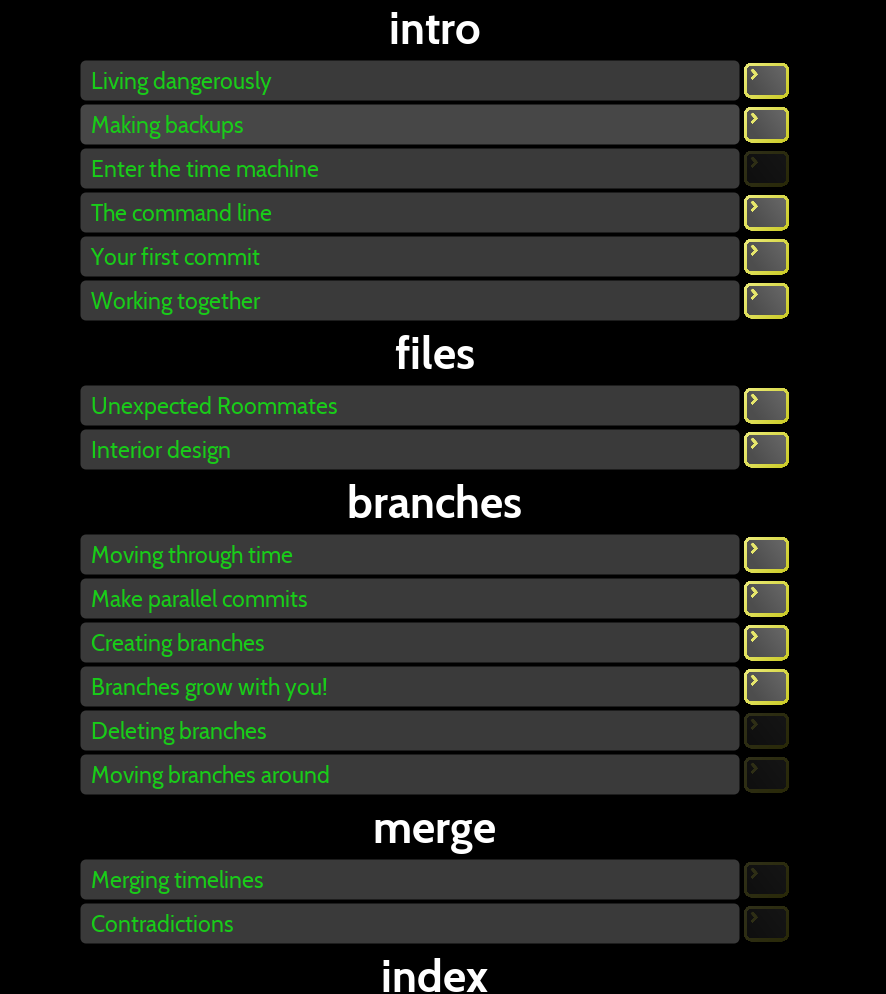 intro
Living dangerously
Making backups
Enter the time machine
The command line
Your first commit
Working together
files
Unexpected Roommates
Interior design
branches
Moving through time
Make parallel commits
Creating branches
Branches grow with you!
Deleting branches
Moving branches around
merge
Merging timelines
Contradictions
index